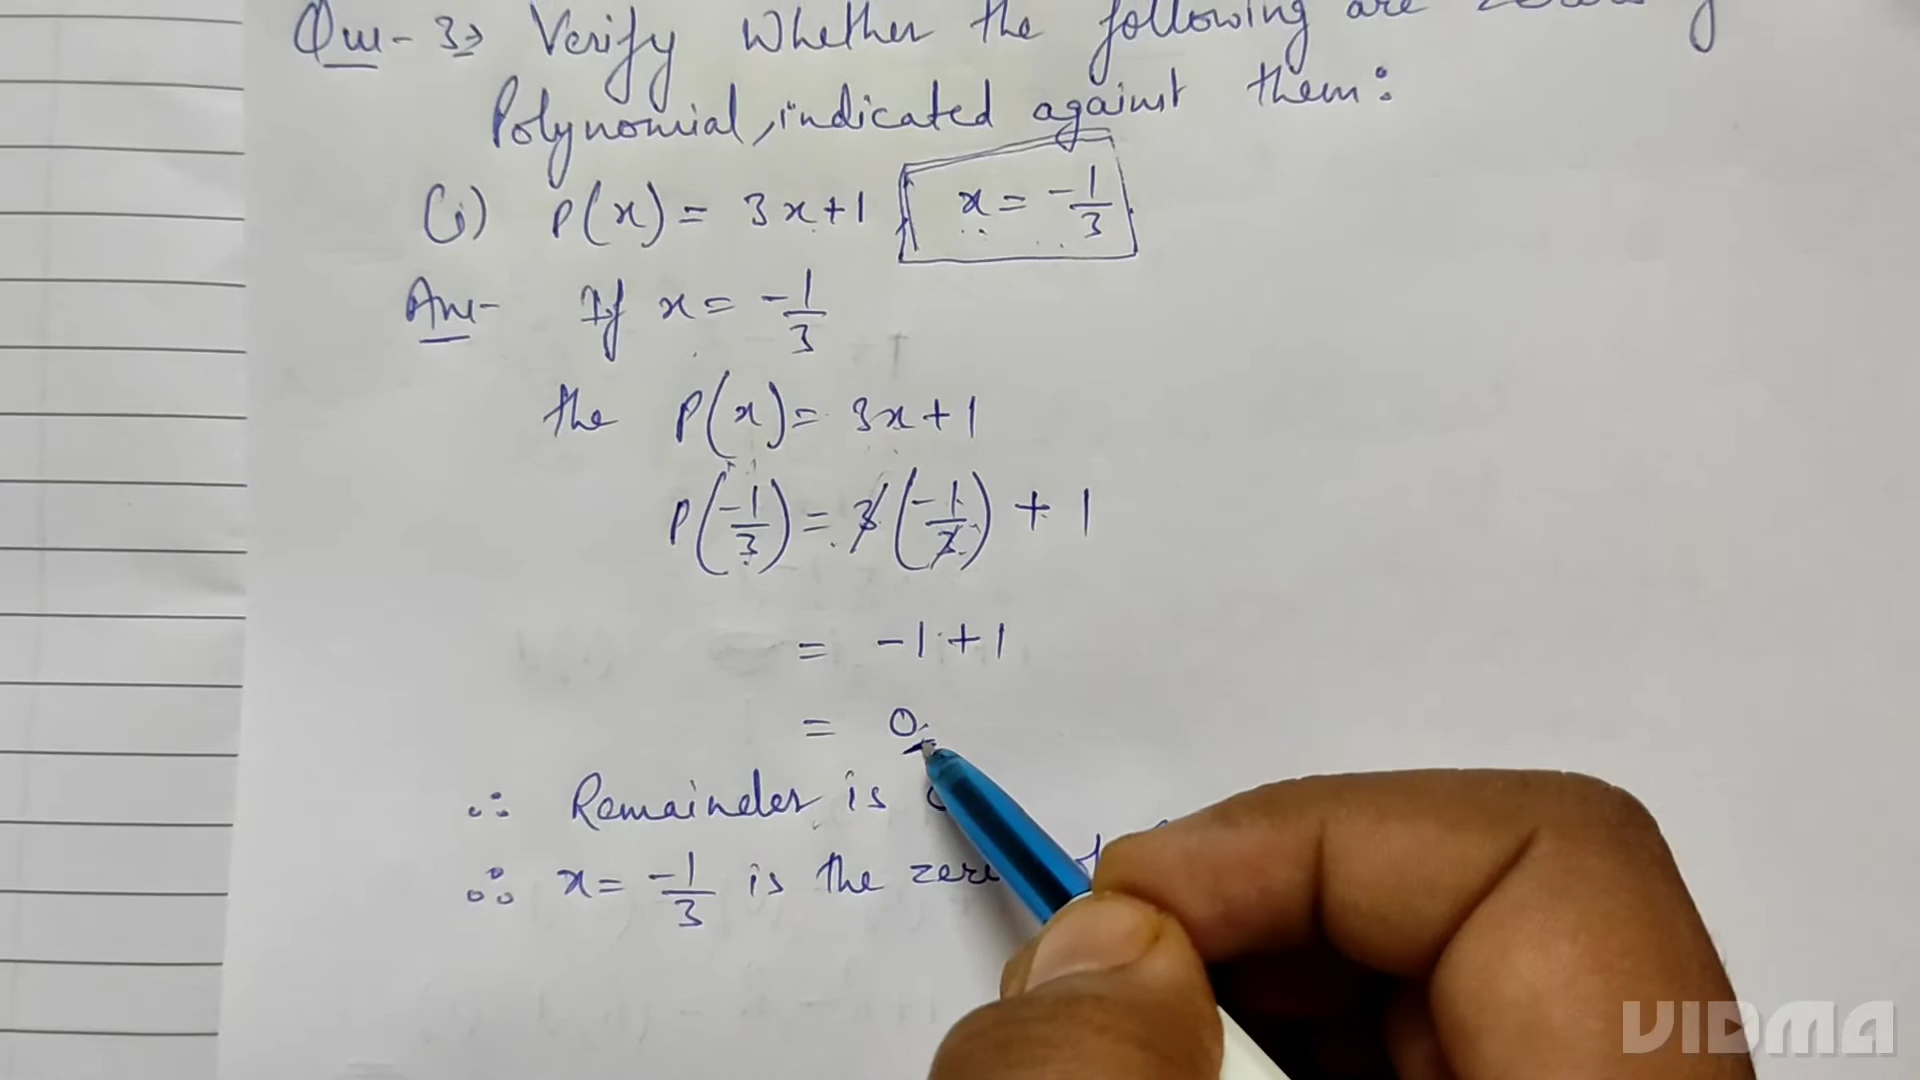 Que-3⇒ Verify Whether the following are
Polynomial, indicated against them:
(i) P(x) = 3x+1 x = -1/3
Ans- If x = -1/3
the P(x) = 3x+1
P(-1/3) = 3(-1/3) + 1
= -1+1
= 0
∴ Remainder is
∴ x = -1/3 is the
VIDMA